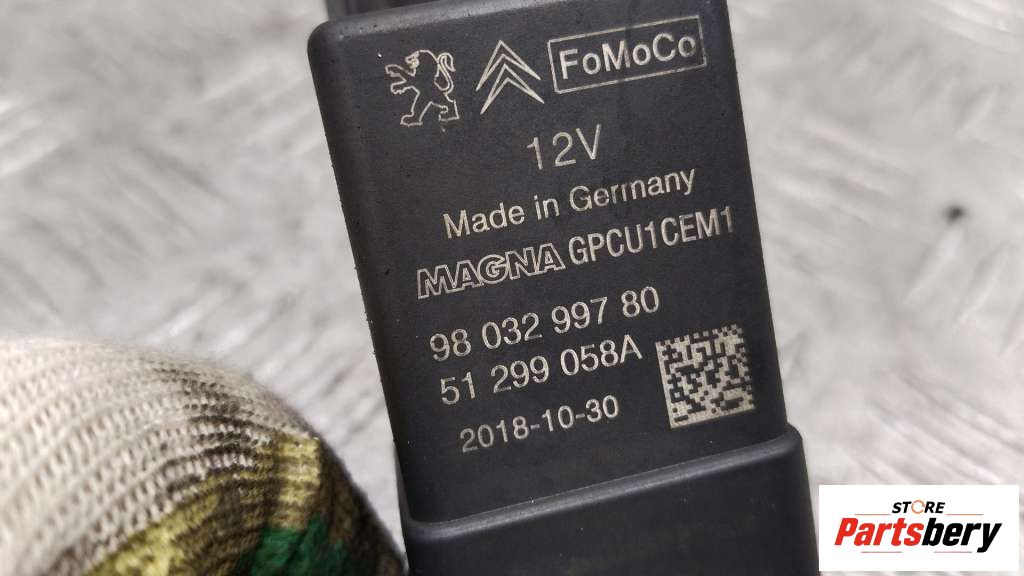 FoMoCo
12V
Made in Germany
MAGNA GPCU1CEM1
98 032 997 80
51 299 058A
2018-10-30
STORE
Partsbery